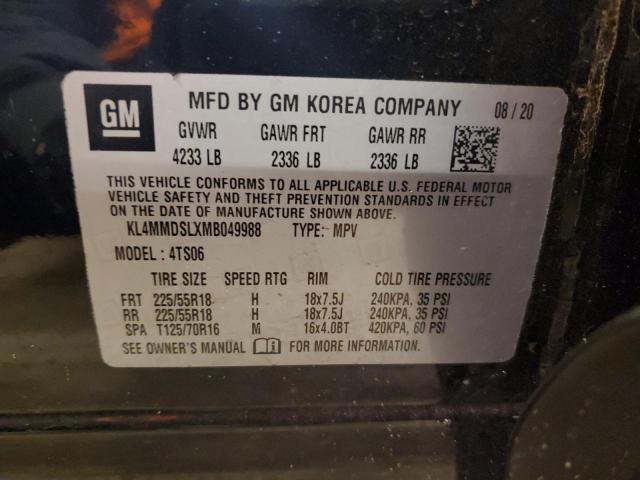 GM MFD BY GM KOREA COMPANY 08 / 20
GVWR GAWR FRT GAWR RR
4233 LB 2336 LB 2336 LB
THIS VEHICLE CONFORMS TO ALL APPLICABLE U.S. FEDERAL MOTOR
VEHICLE SAFETY AND THEFT PREVENTION STANDARDS IN EFFECT
ON THE DATE OF MANUFACTURE SHOWN ABOVE.
KL4MMDSLXMB049988 TYPE: MPV
MODEL : 4TS06
TIRE SIZE SPEED RTG RIM COLD TIRE PRESSURE
FRT 225/55R18 H 18x7.5J 240KPA, 35 PSI
RR 225/55R18 H 18x7.5J 240KPA, 35 PSI
SPA T125/70R16 M 16x4.0BT 420KPA, 60 PSI
SEE OWNER'S MANUAL FOR MORE INFORMATION.